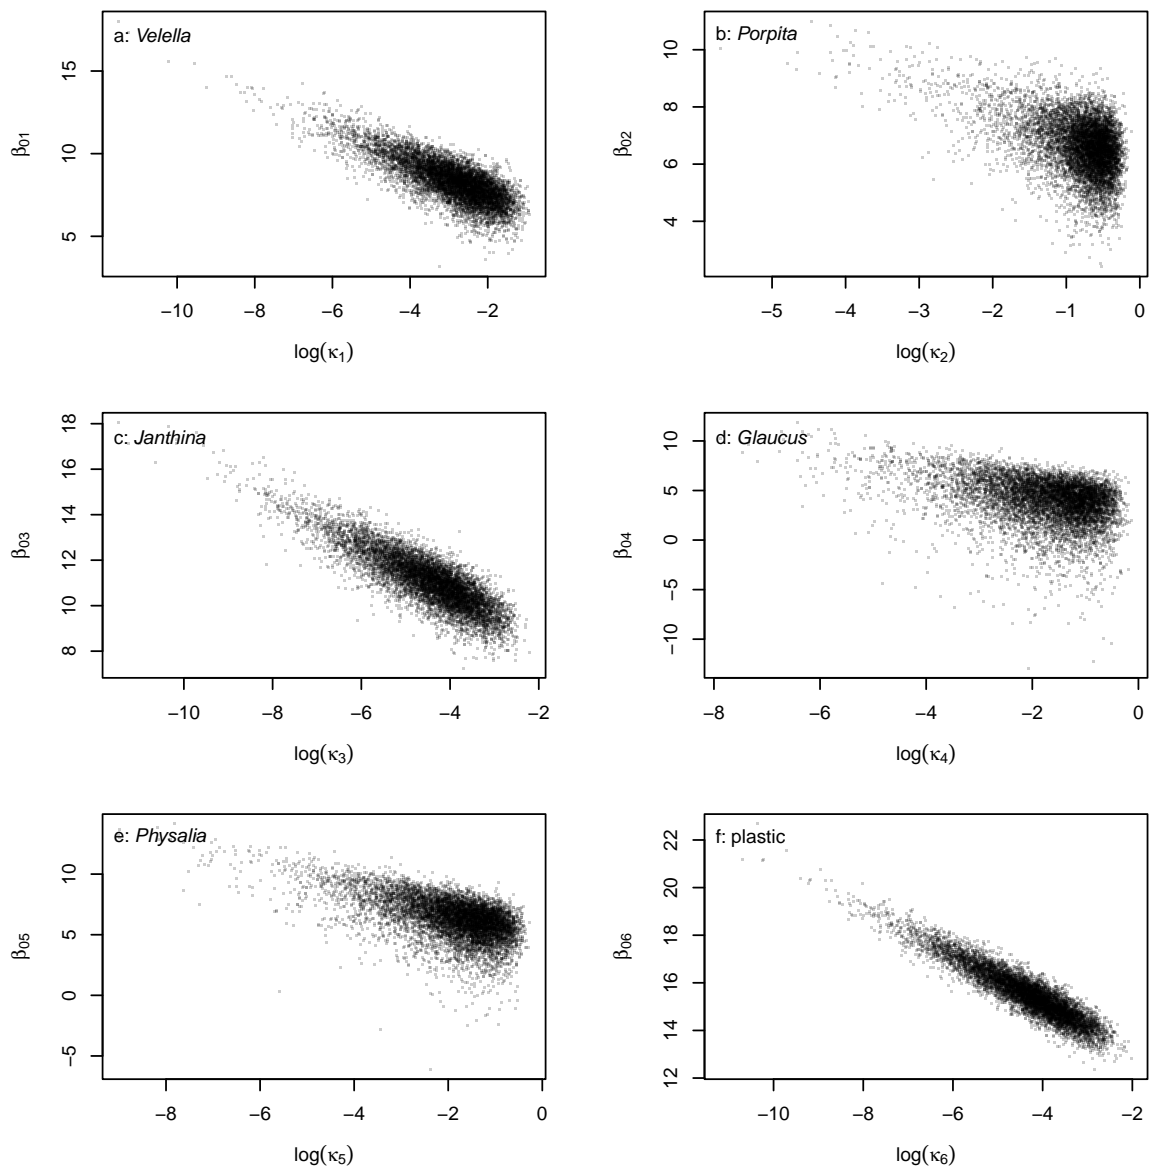 a: Velella
β01
15
10
5
−10 −8 −6 −4 −2
log(κ1)
b: Porpita
β02
10
8
6
4
−5 −4 −3 −2 −1 0
log(κ2)
c: Janthina
β03
18
16
14
12
10
8
−10 −8 −6 −4 −2
log(κ3)
d: Glaucus
β04
10
5
0
−5
−10
−8 −6 −4 −2 0
log(κ4)
e: Physalia
β05
10
5
0
−5
−8 −6 −4 −2 0
log(κ5)
f: plastic
β06
22
20
18
16
14
12
−10 −8 −6 −4 −2
log(κ6)